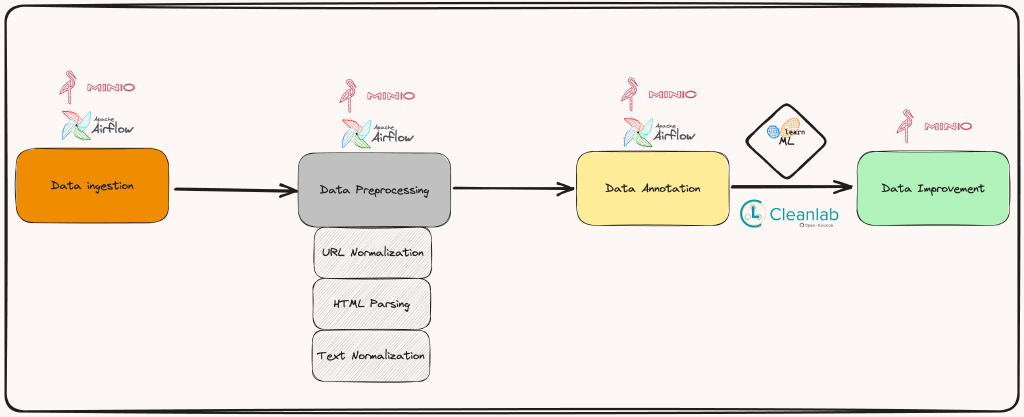 MINIO
Apache
Airflow
Data ingestion
MINIO
Apache
Airflow
Data Preprocessing
URL Normalization
HTML Parsing
Text Normalization
MINIO
Apache
Airflow
Data Annotation
learn
ML
Cleanlab
Open-Source
MINIO
Data Improvement